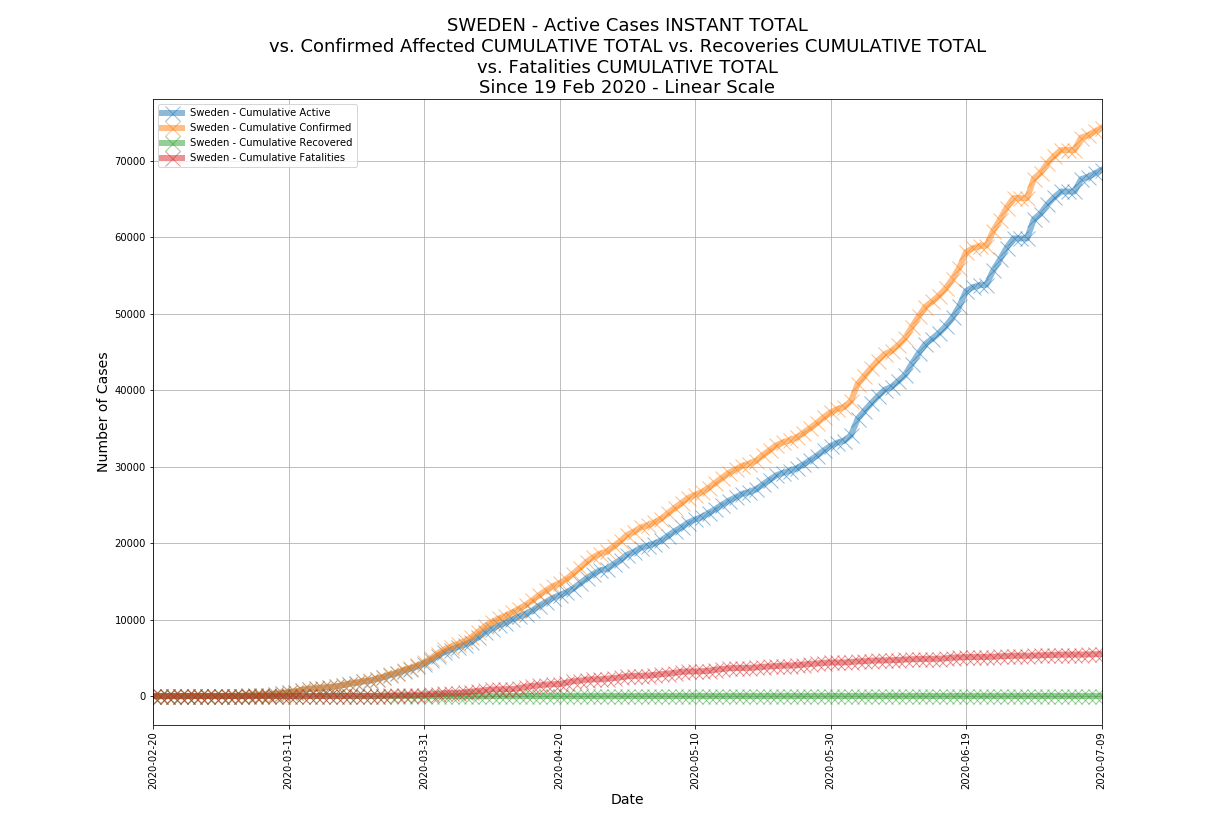 SWEDEN - Active Cases INSTANT TOTAL
vs. Confirmed Affected CUMULATIVE TOTAL vs. Recoveries CUMULATIVE TOTAL
vs. Fatalities CUMULATIVE TOTAL
Since 19 Feb 2020 - Linear Scale
Sweden - Cumulative Active
Sweden - Cumulative Confirmed
Sweden - Cumulative Recovered
Sweden - Cumulative Fatalities
Number of Cases
70000
60000
50000
40000
30000
20000
10000
0
2020-02-20
2020-03-11
2020-03-31
2020-04-20
2020-05-10
2020-05-30
2020-06-19
2020-07-09
Date